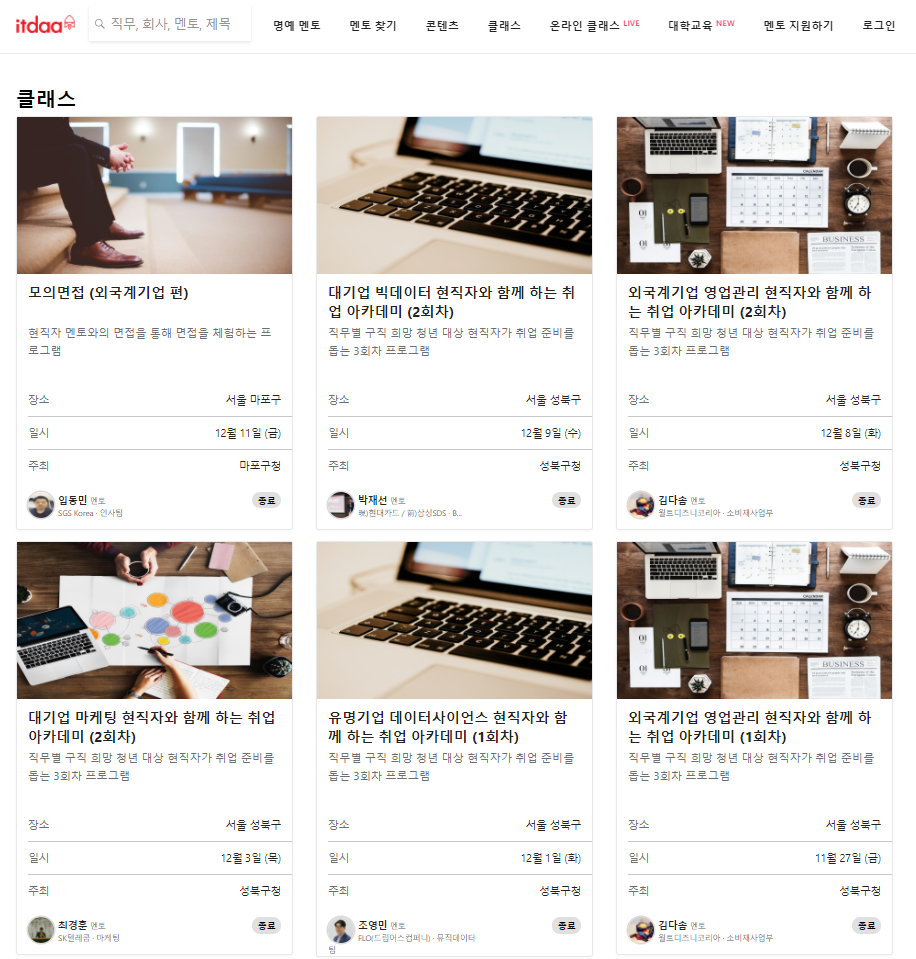 itdaa
직무, 회사, 멘토, 제목
명예 멘토
멘토 찾기
콘텐츠
클래스
온라인 클래스 LIVE
대학교육 NEW
멘토 지원하기
로그인
클래스
모의면접 (외국계기업 편)
현직자 멘토와의 면접을 통해 면접을 체험하는 프
로그램
장소 서울 마포구
일시 12월 11일 (금)
주최 마포구청
임동민 멘토 종료
SGS Korea · 인사팀
대기업 빅데이터 현직자와 함께 하는 취
업 아카데미 (2회차)
직무별 구직 희망 청년 대상 현직자가 취업 준비를
돕는 3회차 프로그램
장소 서울 성북구
일시 12월 9일 (수)
주최 성북구청
박재선 멘토 종료
現)현대카드 / 前)삼성SDS · B...
CALENDAR
01
01
BUSINESS
외국계기업 영업관리 현직자와 함께 하
는 취업 아카데미 (2회차)
직무별 구직 희망 청년 대상 현직자가 취업 준비를
돕는 3회차 프로그램
장소 서울 성북구
일시 12월 8일 (화)
주최 성북구청
김다솜 멘토 종료
월트디즈니코리아 · 소비재사업부
대기업 마케팅 현직자와 함께 하는 취업
아카데미 (2회차)
직무별 구직 희망 청년 대상 현직자가 취업 준비를
돕는 3회차 프로그램
장소 서울 성북구
일시 12월 3일 (목)
주최 성북구청
최경훈 멘토 종료
SK텔레콤 · 마케팅
유명기업 데이터사이언스 현직자와 함
께 하는 취업 아카데미 (1회차)
직무별 구직 희망 청년 대상 현직자가 취업 준비를
돕는 3회차 프로그램
장소 서울 성북구
일시 12월 1일 (화)
주최 성북구청
조영민 멘토 종료
FLO(드림어스컴퍼니) · 뮤직데이터
팀
CALENDAR
01
01
BUSINESS
외국계기업 영업관리 현직자와 함께 하
는 취업 아카데미 (1회차)
직무별 구직 희망 청년 대상 현직자가 취업 준비를
돕는 3회차 프로그램
장소 서울 성북구
일시 11월 27일 (금)
주최 성북구청
김다솜 멘토 종료
월트디즈니코리아 · 소비재사업부